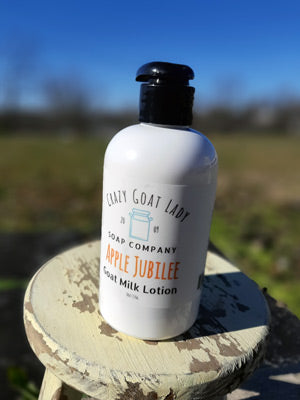 Crazy Goat Lady
20 09
SOAP COMPANY
Apple Jubilee
Goat Milk Lotion